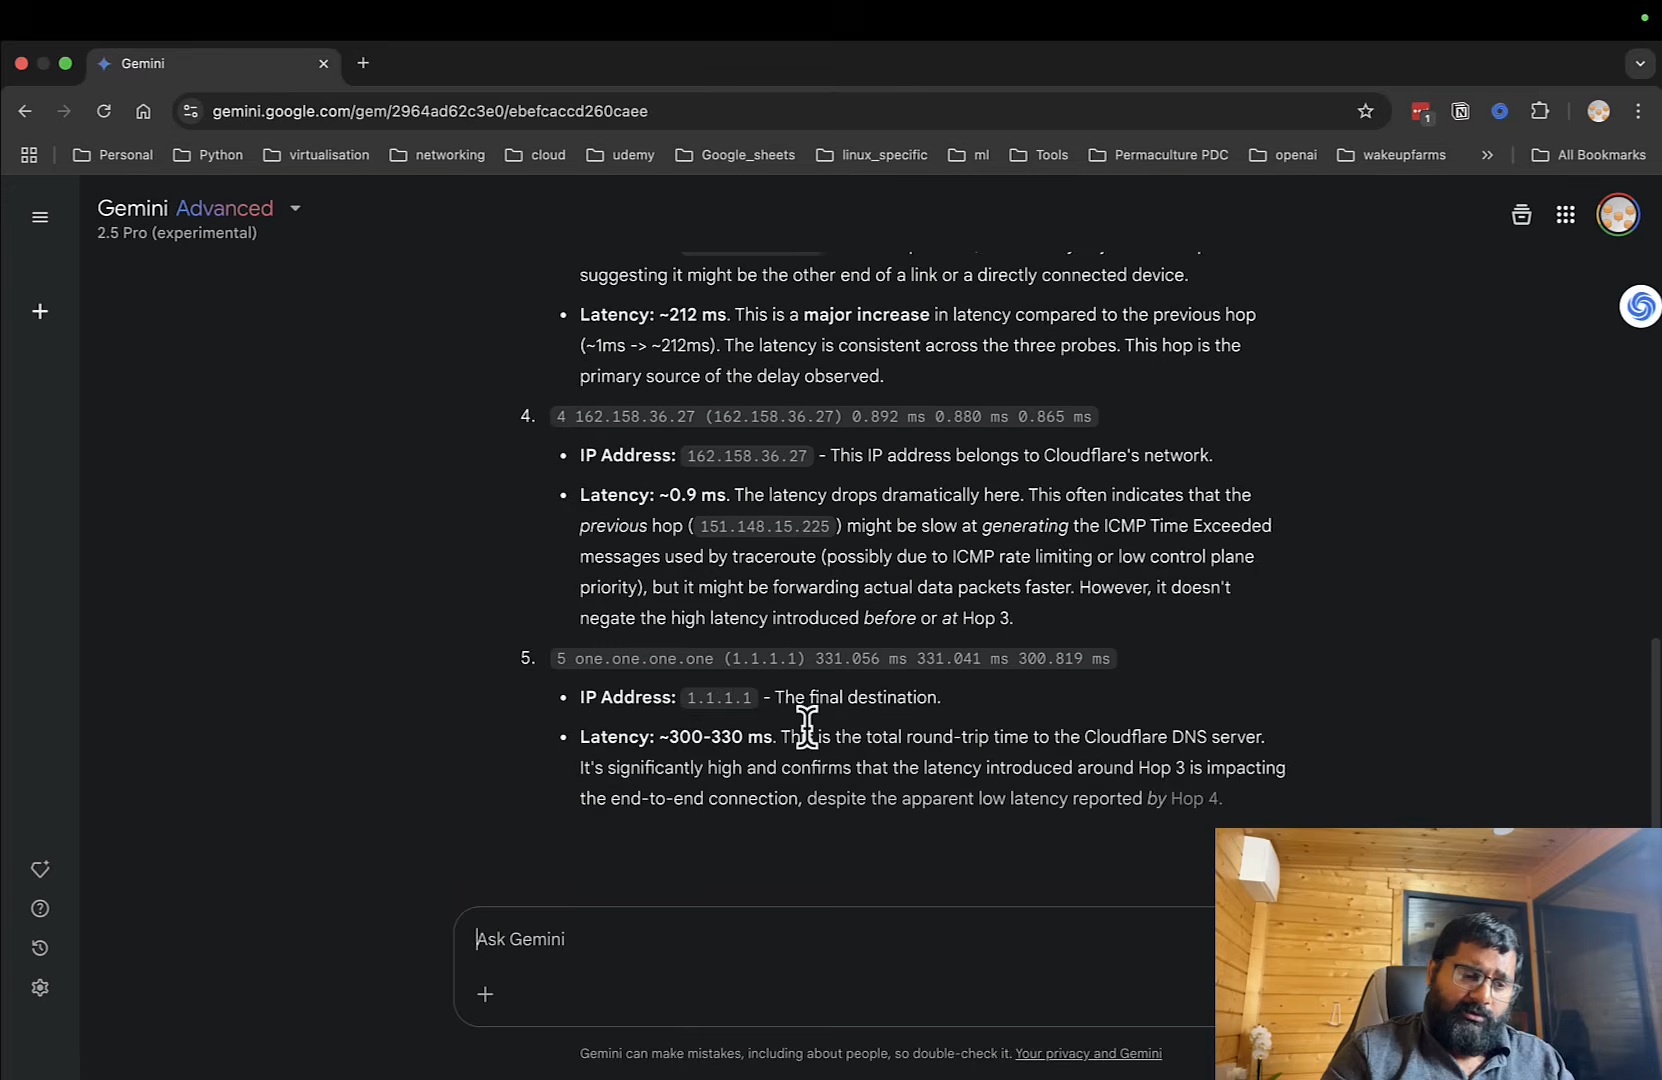 Gemini
gemini.google.com/gem/2964ad62c3e0/ebefcaccd260caee
1
Personal
Python
virtualisation
networking
cloud
udemy
Google_sheets
linux_specific
ml
Tools
Permaculture PDC
openai
wakeupfarms
»
All Bookmarks
Gemini Advanced
2.5 Pro (experimental)
suggesting it might be the other end of a link or a directly connected device.
• Latency: ~212 ms. This is a major increase in latency compared to the previous hop
(~1ms -> ~212ms). The latency is consistent across the three probes. This hop is the
primary source of the delay observed.
4. 4 162.158.36.27 (162.158.36.27) 0.892 ms 0.880 ms 0.865 ms
• IP Address: 162.158.36.27 - This IP address belongs to Cloudflare's network.
• Latency: ~0.9 ms. The latency drops dramatically here. This often indicates that the
previous hop (151.148.15.225) might be slow at generating the ICMP Time Exceeded
messages used by traceroute (possibly due to ICMP rate limiting or low control plane
priority), but it might be forwarding actual data packets faster. However, it doesn't
negate the high latency introduced before or at Hop 3.
5. 5 one.one.one.one (1.1.1.1) 331.056 ms 331.041 ms 300.819 ms
• IP Address: 1.1.1.1 - The final destination.
• Latency: ~300-330 ms. This is the total round-trip time to the Cloudflare DNS server.
It's significantly high and confirms that the latency introduced around Hop 3 is impacting
the end-to-end connection, despite the apparent low latency reported by Hop 4.
Ask Gemini
Gemini can make mistakes, including about people, so double-check it. Your privacy and Gemini